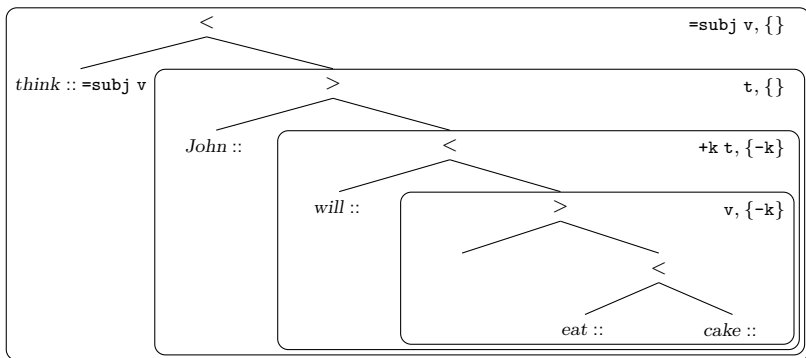 < =subj v, {}
think :: =subj v > t, {}
John :: < +k t, {-k}
will :: > v, {-k}
<
eat :: cake ::